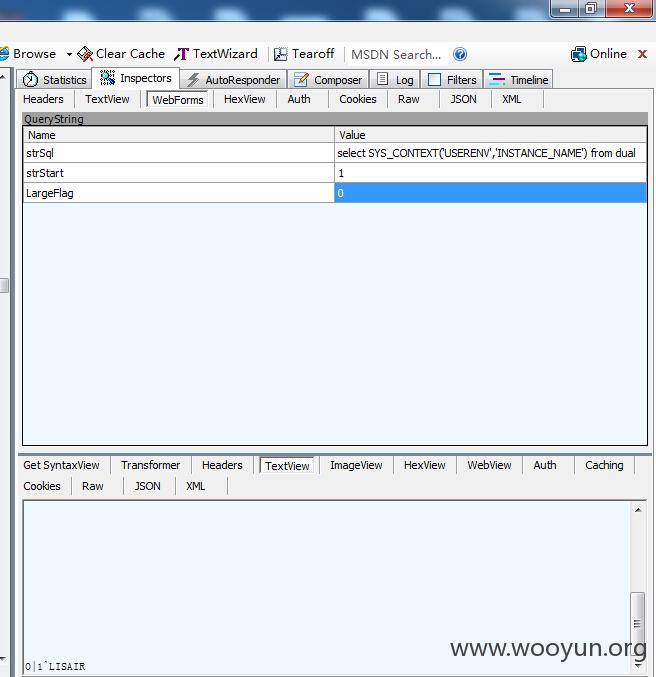 Browse Clear Cache TextWizard Tearoff MSDN Search... Online X
Statistics Inspectors AutoResponder Composer Log Filters Timeline
Headers TextView WebForms HexView Auth Cookies Raw JSON XML
QueryString
Name Value
strSql select SYS_CONTEXT('USERENV','INSTANCE_NAME') from dual
strStart 1
LargeFlag 0
Get SyntaxView Transformer Headers TextView ImageView HexView WebView Auth Caching
Cookies Raw JSON XML
www.wooyun.org
0|1^LISAIR